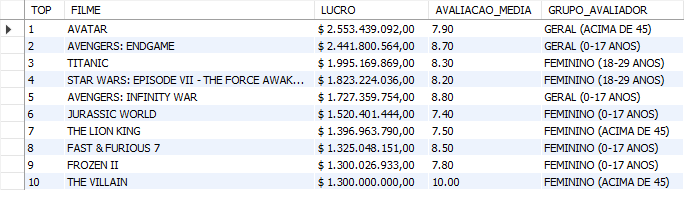 TOP FILME LUCRO AVALIACAO_MEDIA GRUPO_AVALIADOR
1 AVATAR $ 2.553.439.092,00 7.90 GERAL (ACIMA DE 45)
2 AVENGERS: ENDGAME $ 2.441.800.564,00 8.70 GERAL (0-17 ANOS)
3 TITANIC $ 1.995.169.869,00 8.30 FEMININO (18-29 ANOS)
4 STAR WARS: EPISODE VII - THE FORCE AWAK... $ 1.823.224.036,00 8.20 FEMININO (18-29 ANOS)
5 AVENGERS: INFINITY WAR $ 1.727.359.754,00 8.80 GERAL (0-17 ANOS)
6 JURASSIC WORLD $ 1.520.401.444,00 7.40 FEMININO (0-17 ANOS)
7 THE LION KING $ 1.396.963.790,00 7.50 FEMININO (ACIMA DE 45)
8 FAST & FURIOUS 7 $ 1.325.048.151,00 8.50 FEMININO (0-17 ANOS)
9 FROZEN II $ 1.300.026.933,00 7.80 FEMININO (0-17 ANOS)
10 THE VILLAIN $ 1.300.000.000,00 10.00 FEMININO (ACIMA DE 45)